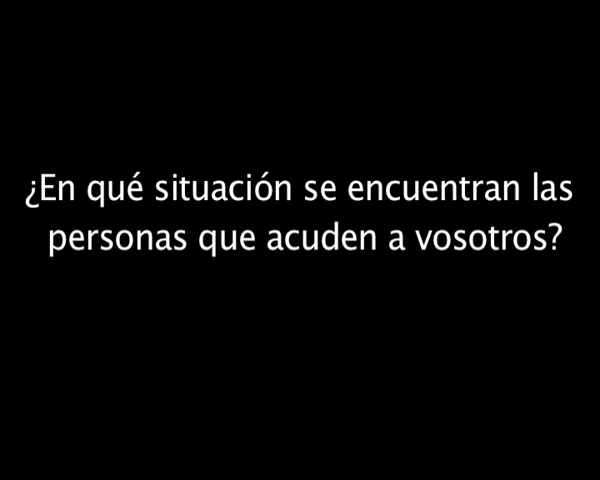 ¿En qué situación se encuentran las
personas que acuden a vosotros?